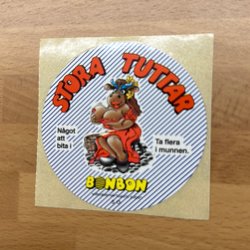 STORA TUTTAR
Något
att
bita i
Ta flera
i munnen.
BONBON